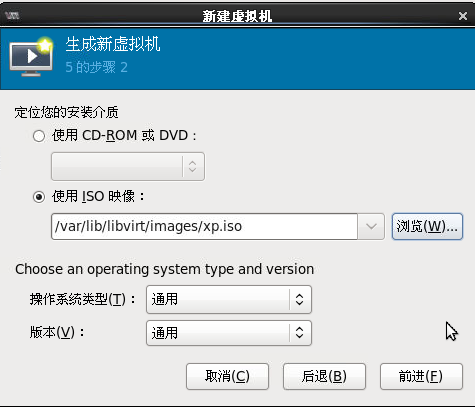 新建虚拟机
生成新虚拟机
5 的步骤 2
定位您的安装介质
使用 CD-ROM 或 DVD：
使用 ISO 映像：
/var/lib/libvirt/images/xp.iso 浏览(W)...
Choose an operating system type and version
操作系统类型(T)： 通用
版本(V)： 通用
取消(C) 后退(B) 前进(F)